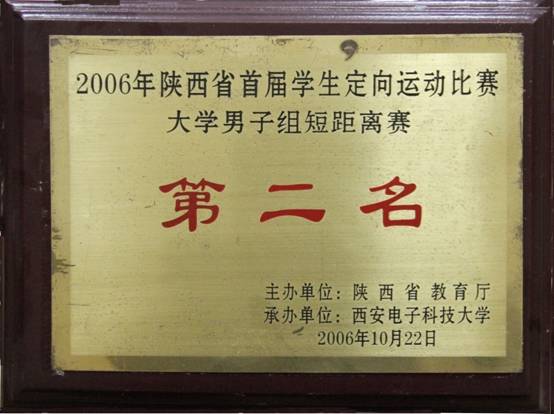 2006年陕西省首届学生定向运动比赛
大学男子组短距离赛
第二名
主办单位：陕西省教育厅
承办单位：西安电子科技大学
2006年10月22日